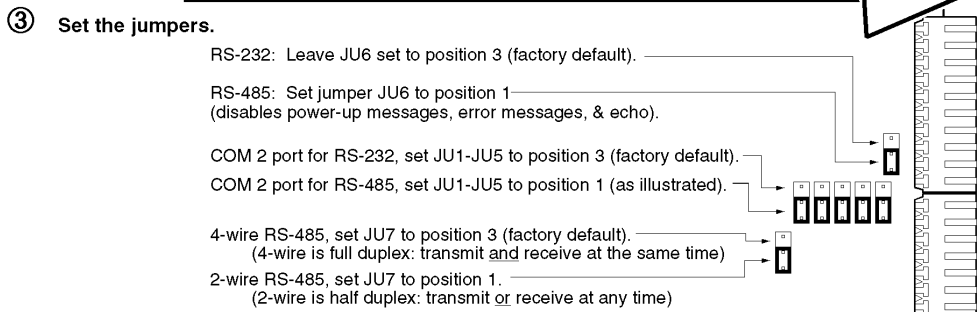 ③ Set the jumpers.
RS-232: Leave JU6 set to position 3 (factory default).
RS-485: Set jumper JU6 to position 1
(disables power-up messages, error messages, & echo).
COM 2 port for RS-232, set JU1-JU5 to position 3 (factory default).
COM 2 port for RS-485, set JU1-JU5 to position 1 (as illustrated).
4-wire RS-485, set JU7 to position 3 (factory default).
(4-wire is full duplex: transmit and receive at the same time)
2-wire RS-485, set JU7 to position 1.
(2-wire is half duplex: transmit or receive at any time)